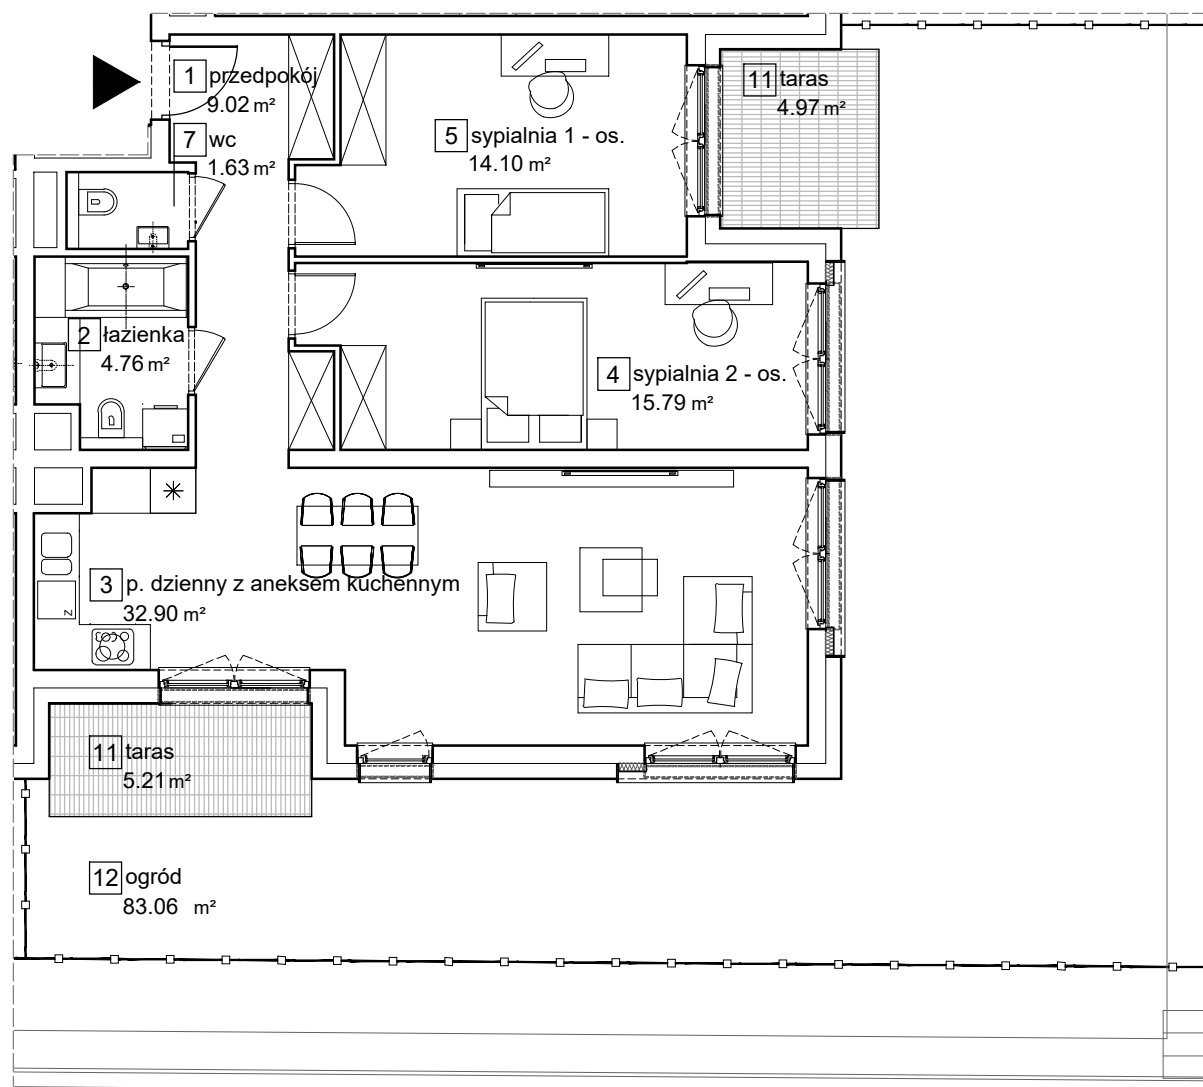 1 przedpokój
9.02 m²
7 wc
1.63 m²
5 sypialnia 1 - os.
14.10 m²
11 taras
4.97 m²
2 łazienka
4.76 m²
4 sypialnia 2 - os.
15.79 m²
3 p. dzienny z aneksem kuchennym
32.90 m²
z
11 taras
5.21 m²
12 ogród
83.06 m²